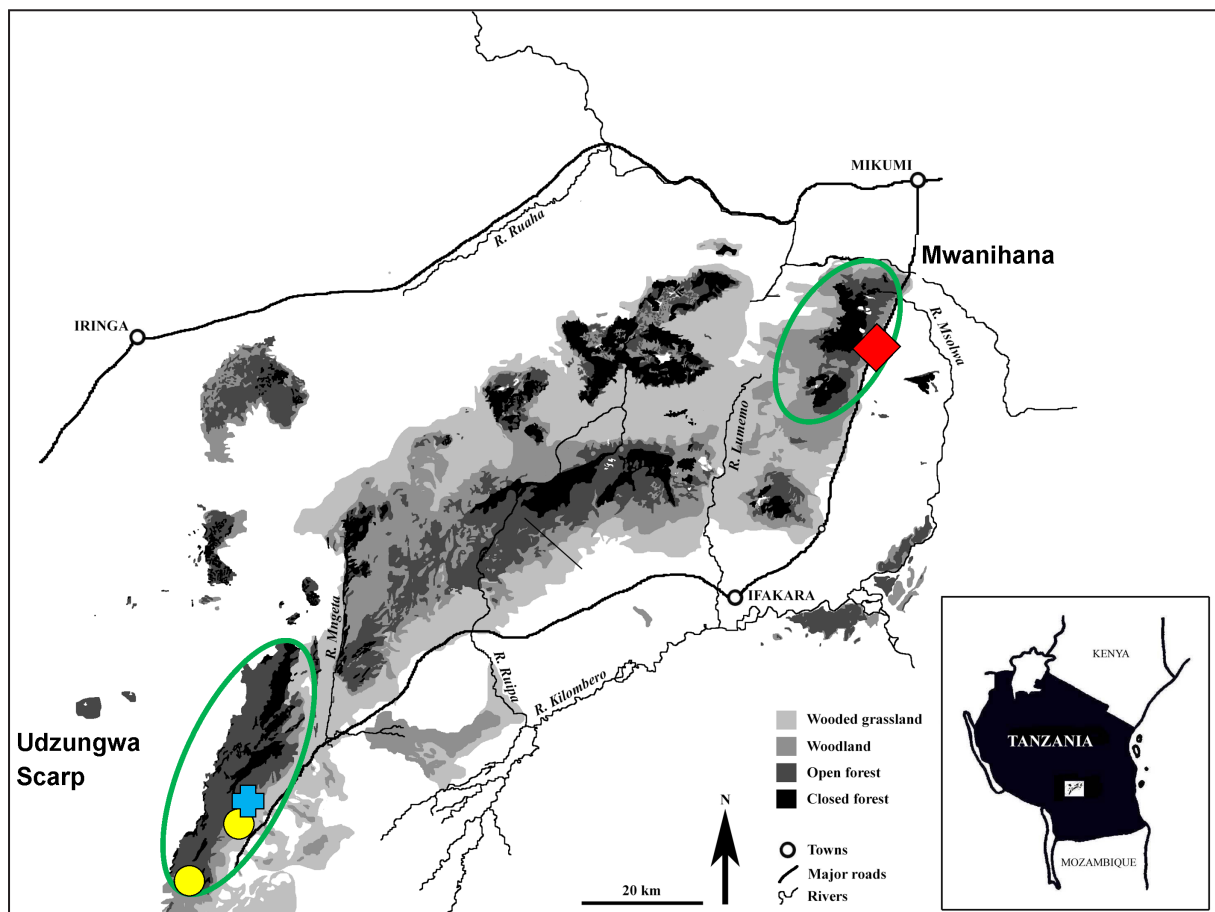 MIKUMI
Mwanihana
R. Ruaha
IRINGA
R. Msolwa
R. Lumemo
IFAKARA
R. Mngeta
R. Ruipa
R. Kilombero
Udzungwa
Scarp
Wooded grassland
Woodland
Open forest
Closed forest
N
Towns
Major roads
Rivers
20 km
KENYA
TANZANIA
MOZAMBIQUE